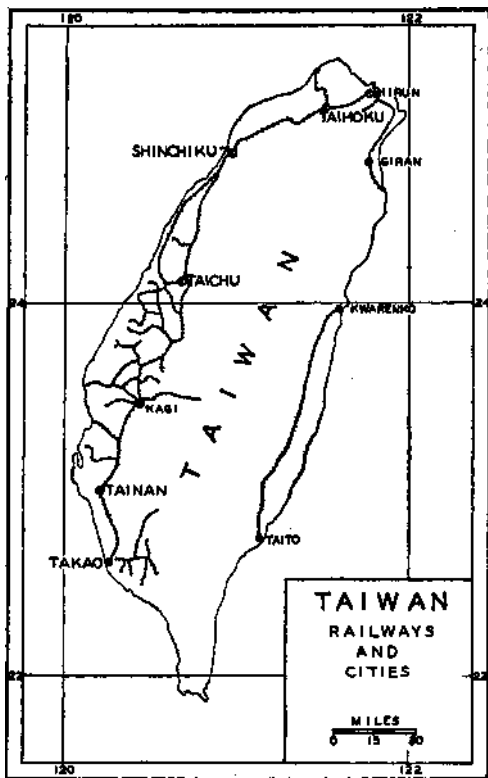 120
122
KIIRUN
TAIHOKU
SHINCHIKU
GIRAN
TAICHU
24
24
KWARENKO
TAIWAN
KAGI
TAINAN
TAITO
TAKAO
TAIWAN
RAILWAYS
AND
CITIES
22
22
MILES
0 15 30
120
122